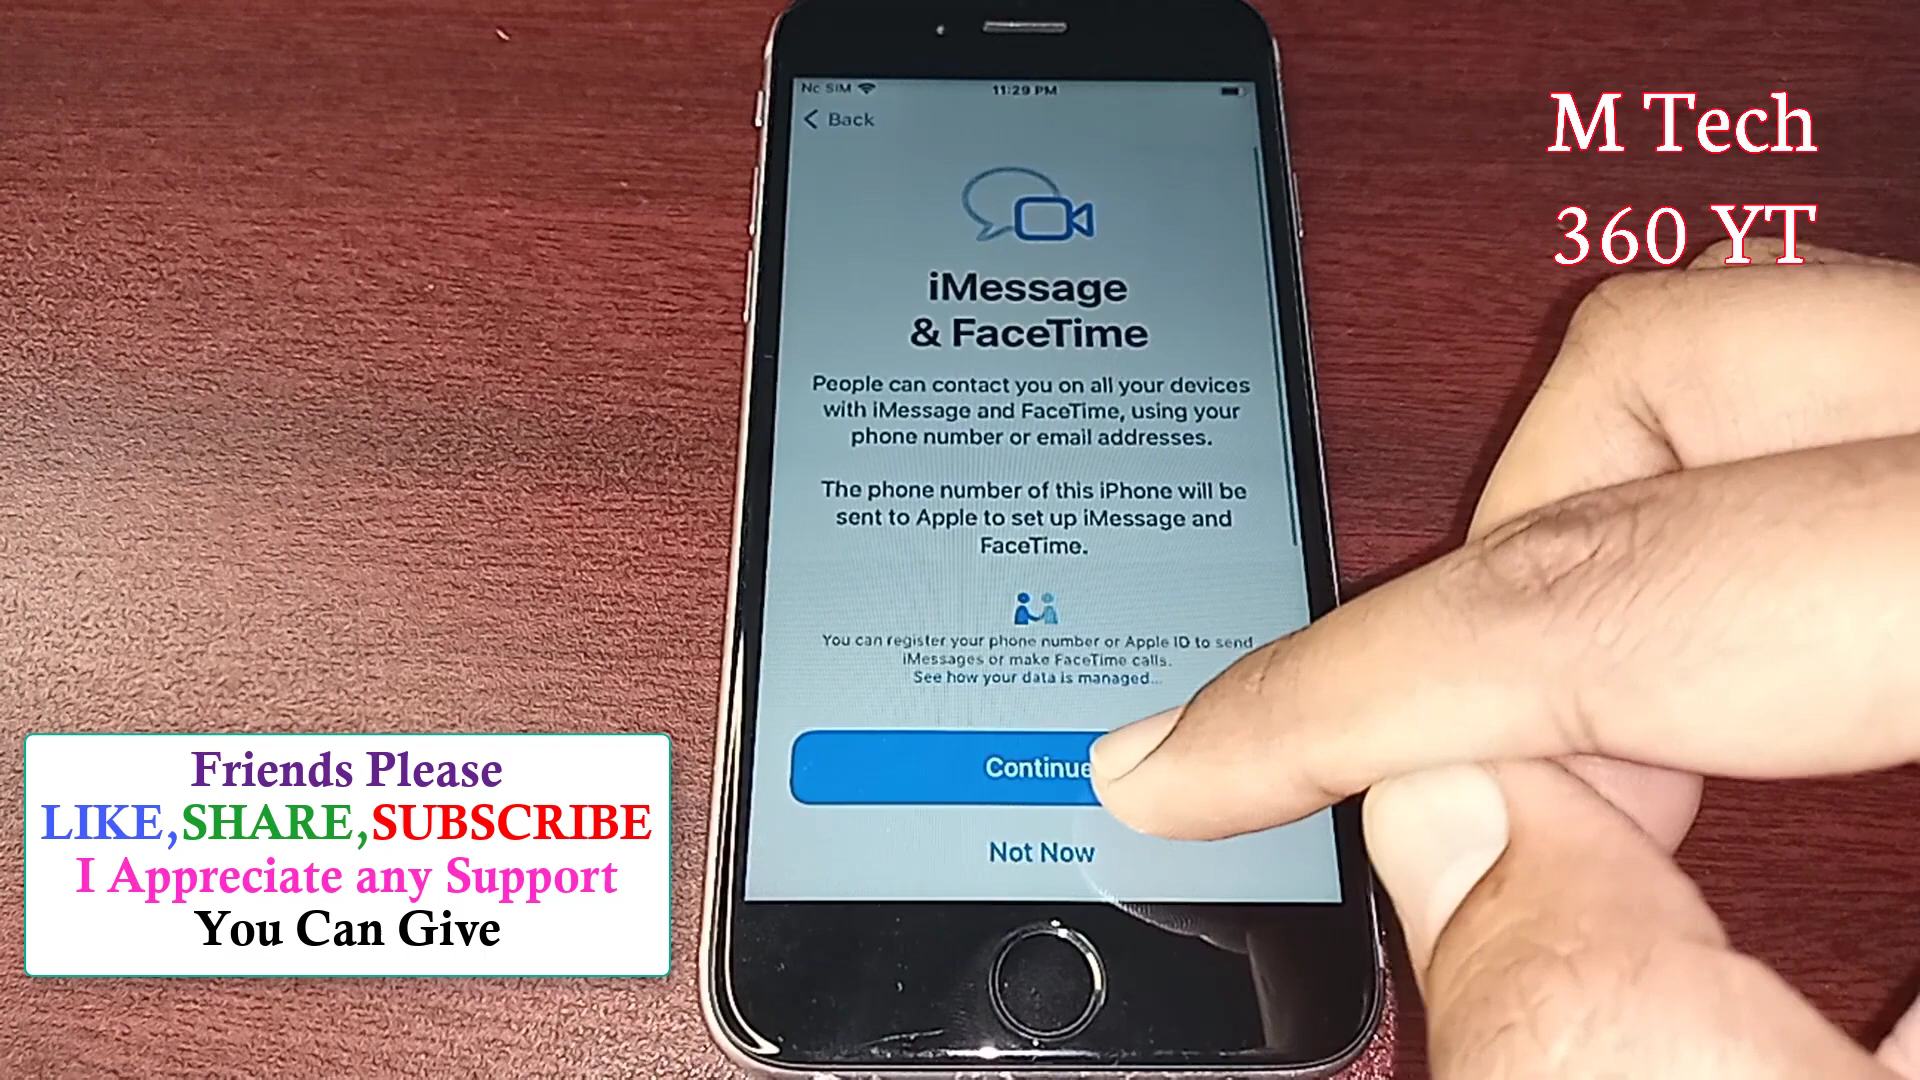 Nc SIM 11:29 PM
Back
iMessage
& FaceTime
People can contact you on all your devices
with iMessage and FaceTime, using your
phone number or email addresses.
The phone number of this iPhone will be
sent to Apple to set up iMessage and
FaceTime.
You can register your phone number or Apple ID to send
iMessages or make FaceTime calls.
See how your data is managed...
Continue
Not Now
M Tech
360 YT
Friends Please
LIKE,SHARE,SUBSCRIBE
I Appreciate any Support
You Can Give